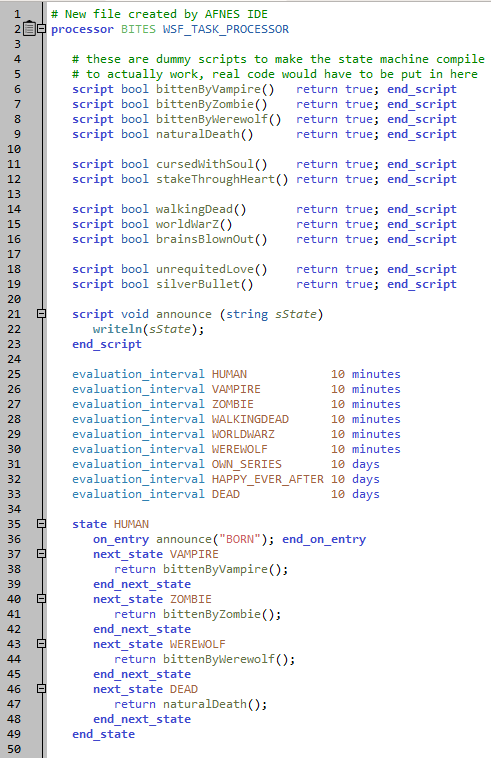 1 # New file created by AFNES IDE
2 processor BITES WSF_TASK_PROCESSOR
3
4 # these are dummy scripts to make the state machine compile
5 # to actually work, real code would have to be put in here
6 script bool bittenByVampire() return true; end_script
7 script bool bittenByZombie() return true; end_script
8 script bool bittenByWerewolf() return true; end_script
9 script bool naturalDeath() return true; end_script
10
11 script bool cursedWithSoul() return true; end_script
12 script bool stakeThroughHeart() return true; end_script
13
14 script bool walkingDead() return true; end_script
15 script bool worldWarZ() return true; end_script
16 script bool brainsBlownOut() return true; end_script
17
18 script bool unrequitedLove() return true; end_script
19 script bool silverBullet() return true; end_script
20
21 script void announce (string sState)
22 writeln(sState);
23 end_script
24
25 evaluation_interval HUMAN 10 minutes
26 evaluation_interval VAMPIRE 10 minutes
27 evaluation_interval ZOMBIE 10 minutes
28 evaluation_interval WALKINGDEAD 10 minutes
29 evaluation_interval WORLDWARZ 10 minutes
30 evaluation_interval WEREWOLF 10 minutes
31 evaluation_interval OWN_SERIES 10 days
32 evaluation_interval HAPPY_EVER_AFTER 10 days
33 evaluation_interval DEAD 10 days
34
35 state HUMAN
36 on_entry announce("BORN"); end_on_entry
37 next_state VAMPIRE
38 return bittenByVampire();
39 end_next_state
40 next_state ZOMBIE
41 return bittenByZombie();
42 end_next_state
43 next_state WEREWOLF
44 return bittenByWerewolf();
45 end_next_state
46 next_state DEAD
47 return naturalDeath();
48 end_next_state
49 end_state
50